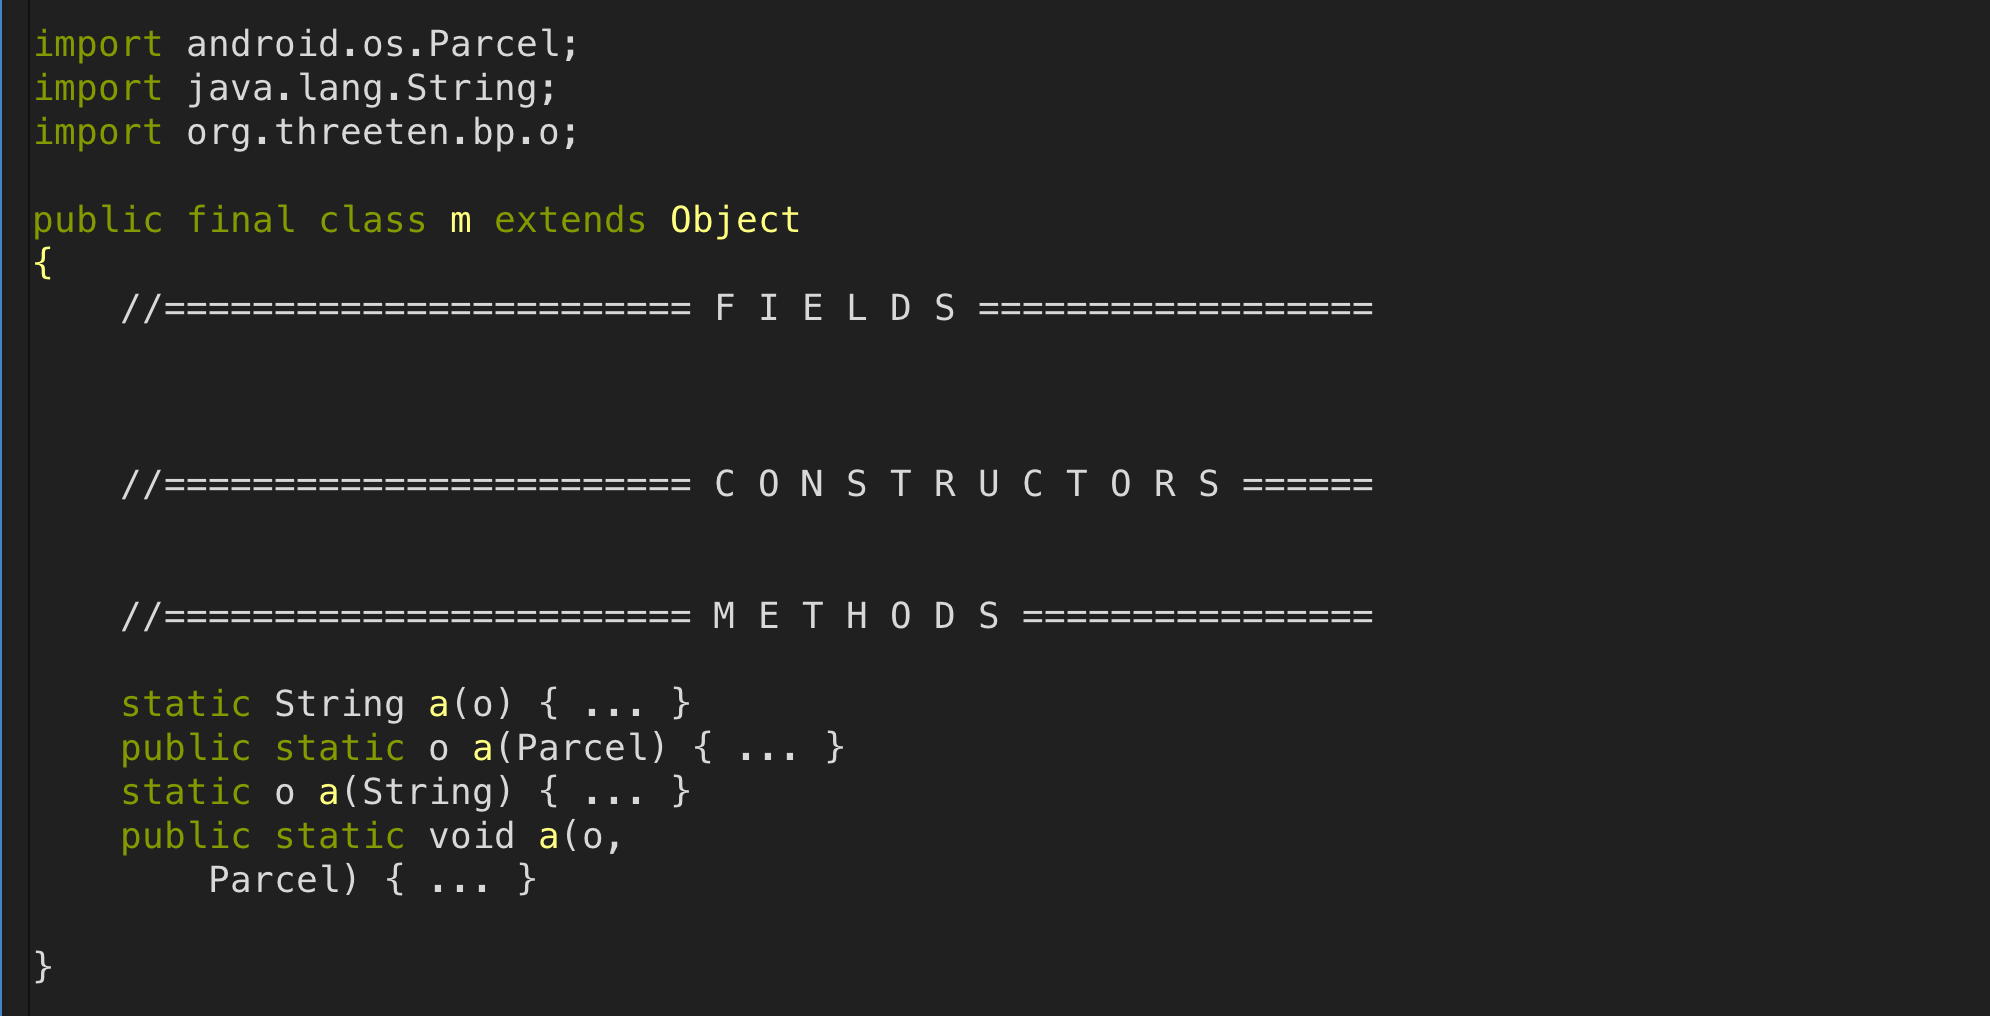 import android.os.Parcel;
import java.lang.String;
import org.threeten.bp.o;
public final class m extends Object
{
//======================== F I E L D S ==================
//======================== C O N S T R U C T O R S ======
//======================== M E T H O D S ================
static String a(o) { ... }
public static o a(Parcel) { ... }
static o a(String) { ... }
public static void a(o,
Parcel) { ... }
}